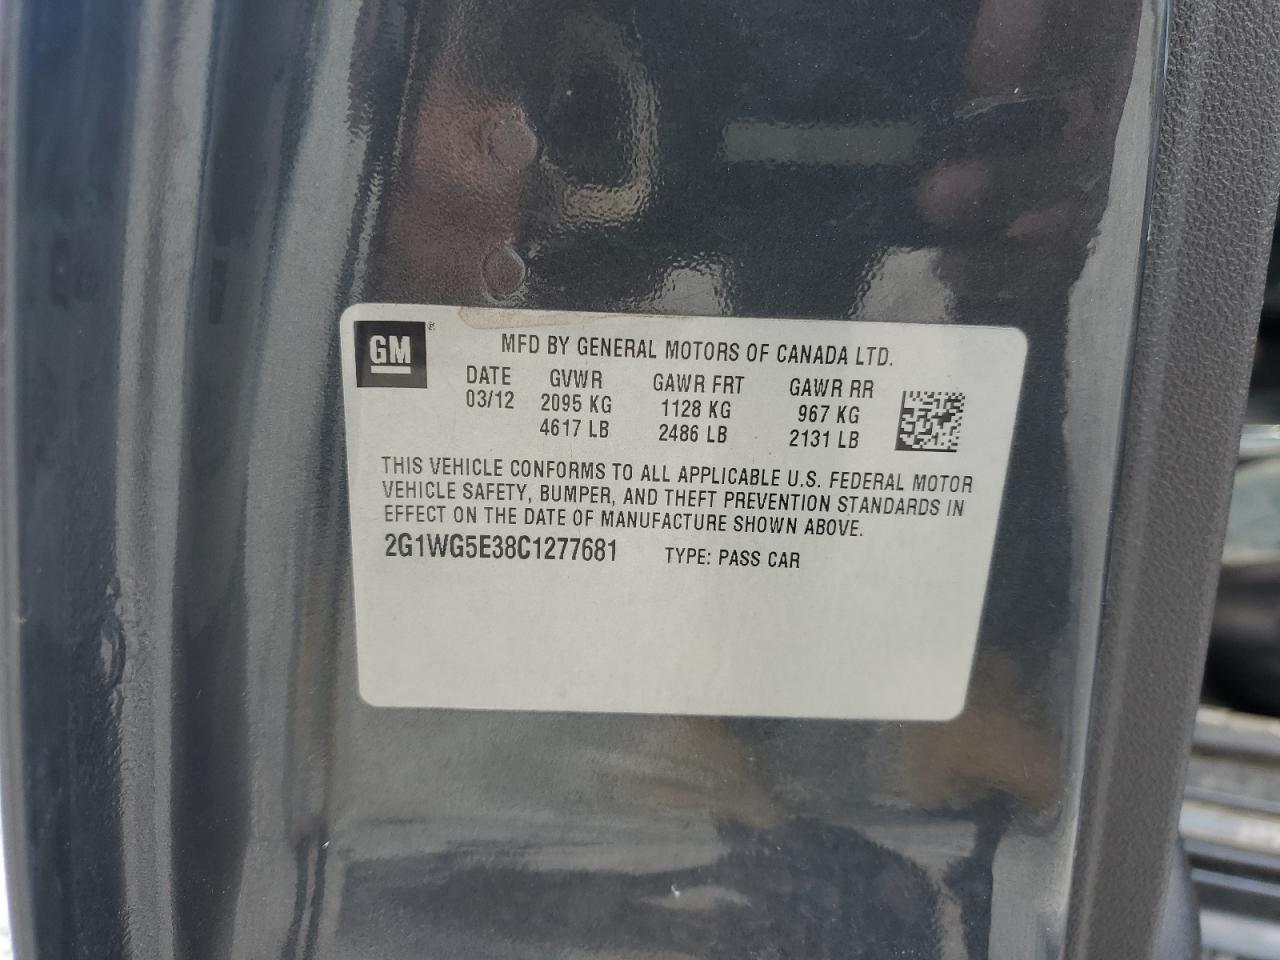 GM ®
MFD BY GENERAL MOTORS OF CANADA LTD.
DATE GVWR GAWR FRT GAWR RR
03/12 2095 KG 1128 KG 967 KG
4617 LB 2486 LB 2131 LB
THIS VEHICLE CONFORMS TO ALL APPLICABLE U.S. FEDERAL MOTOR
VEHICLE SAFETY, BUMPER, AND THEFT PREVENTION STANDARDS IN
EFFECT ON THE DATE OF MANUFACTURE SHOWN ABOVE.
2G1WG5E38C1277681 TYPE: PASS CAR